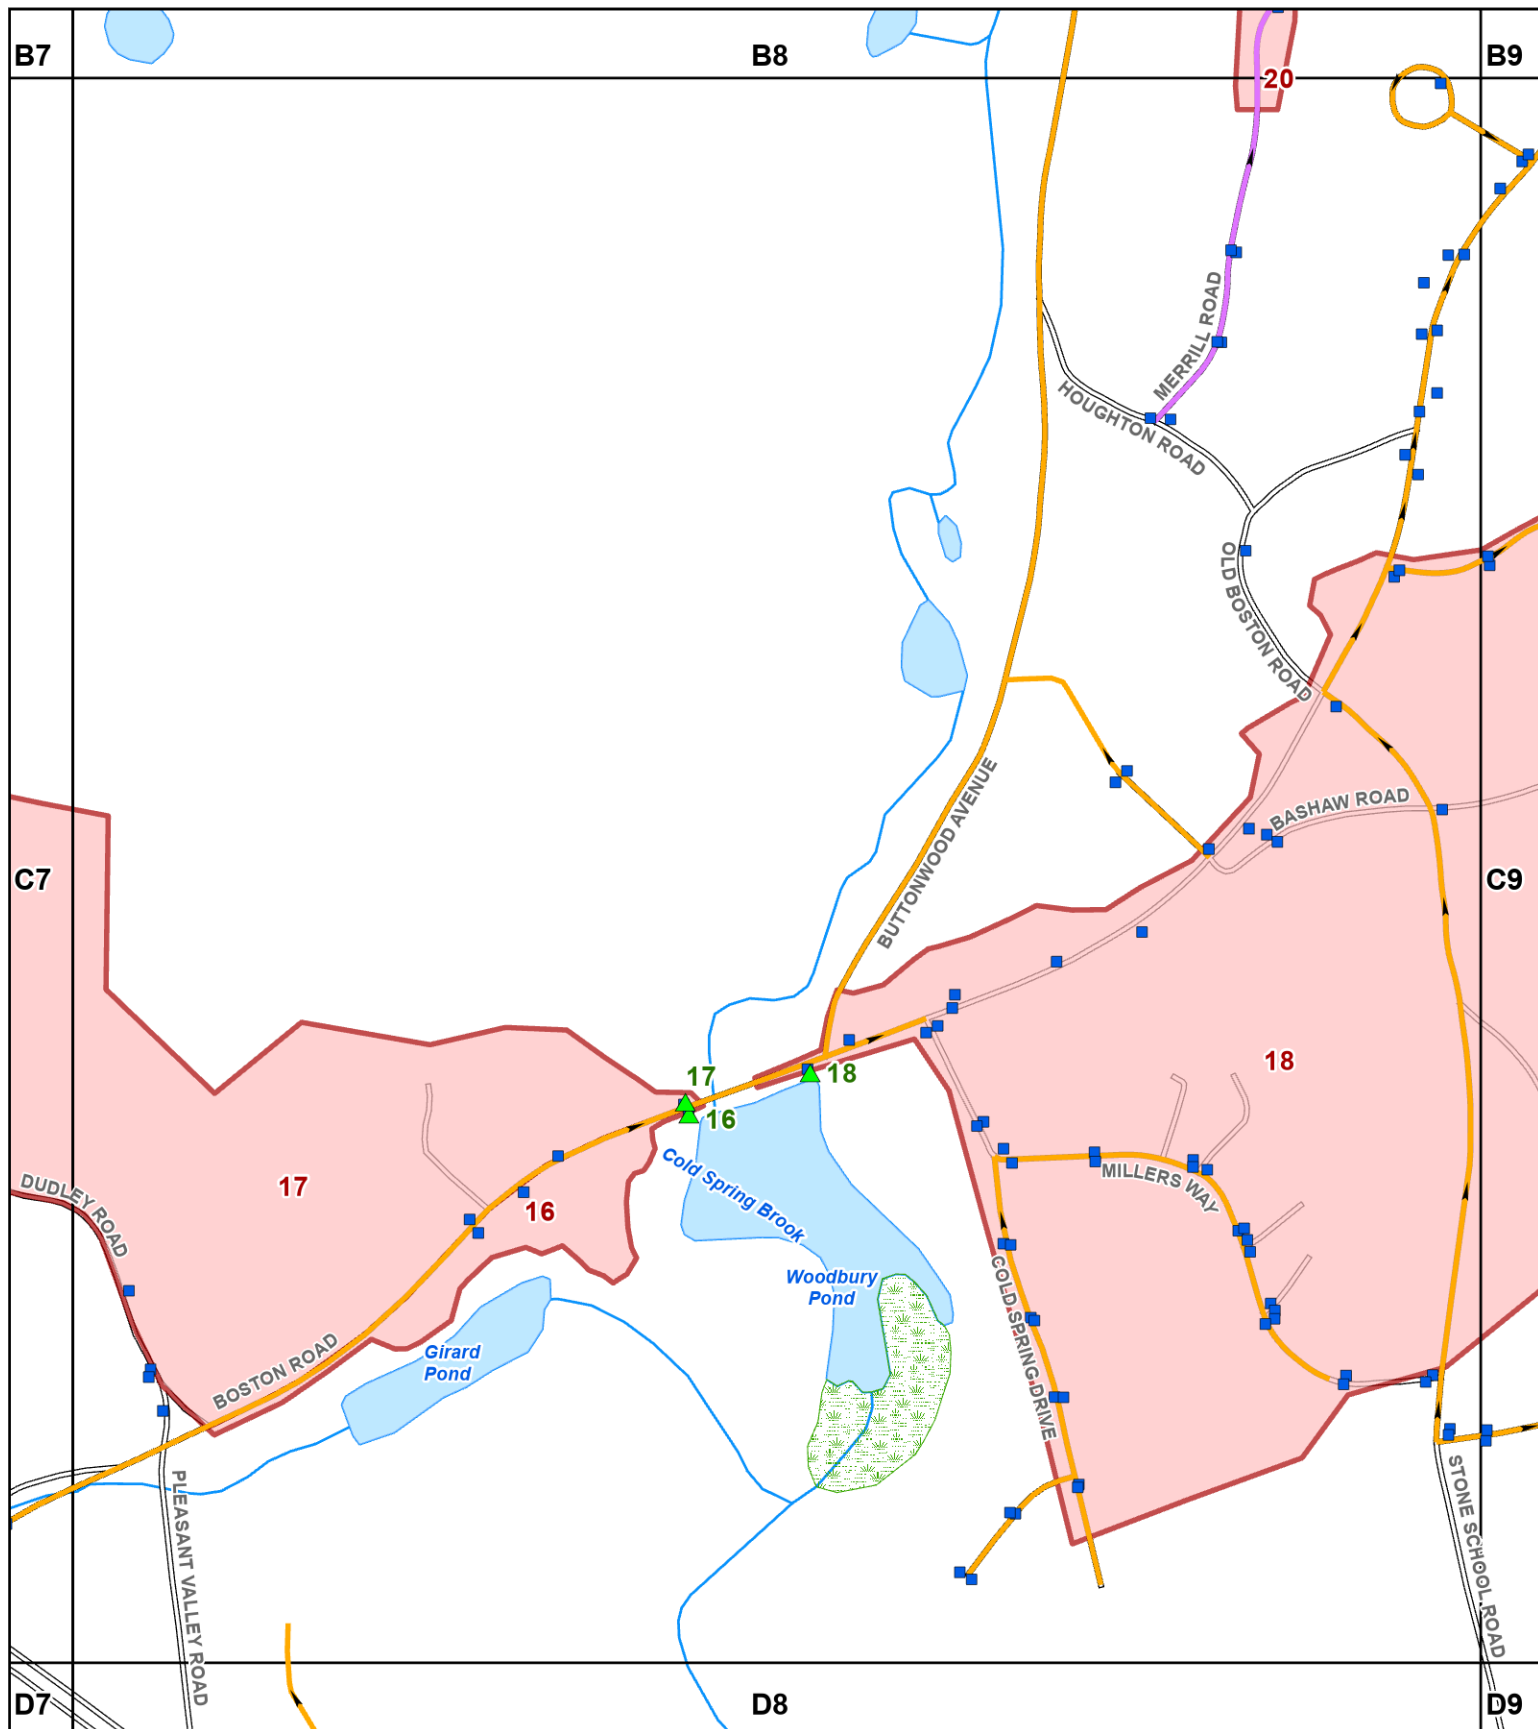 B7
B8
B9
20
MERRILL ROAD
HOUGHTON ROAD
OLD BOSTON ROAD
BUTTONWOOD AVENUE
BASHAW ROAD
C7
C9
18
17
18
16
Cold Spring Brook
MILLERS WAY
17
16
DUDLEY ROAD
Woodbury
Pond
COLD SPRING DRIVE
Girard
Pond
BOSTON ROAD
PLEASANT VALLEY ROAD
STONE SCHOOL ROAD
D7
D8
D9